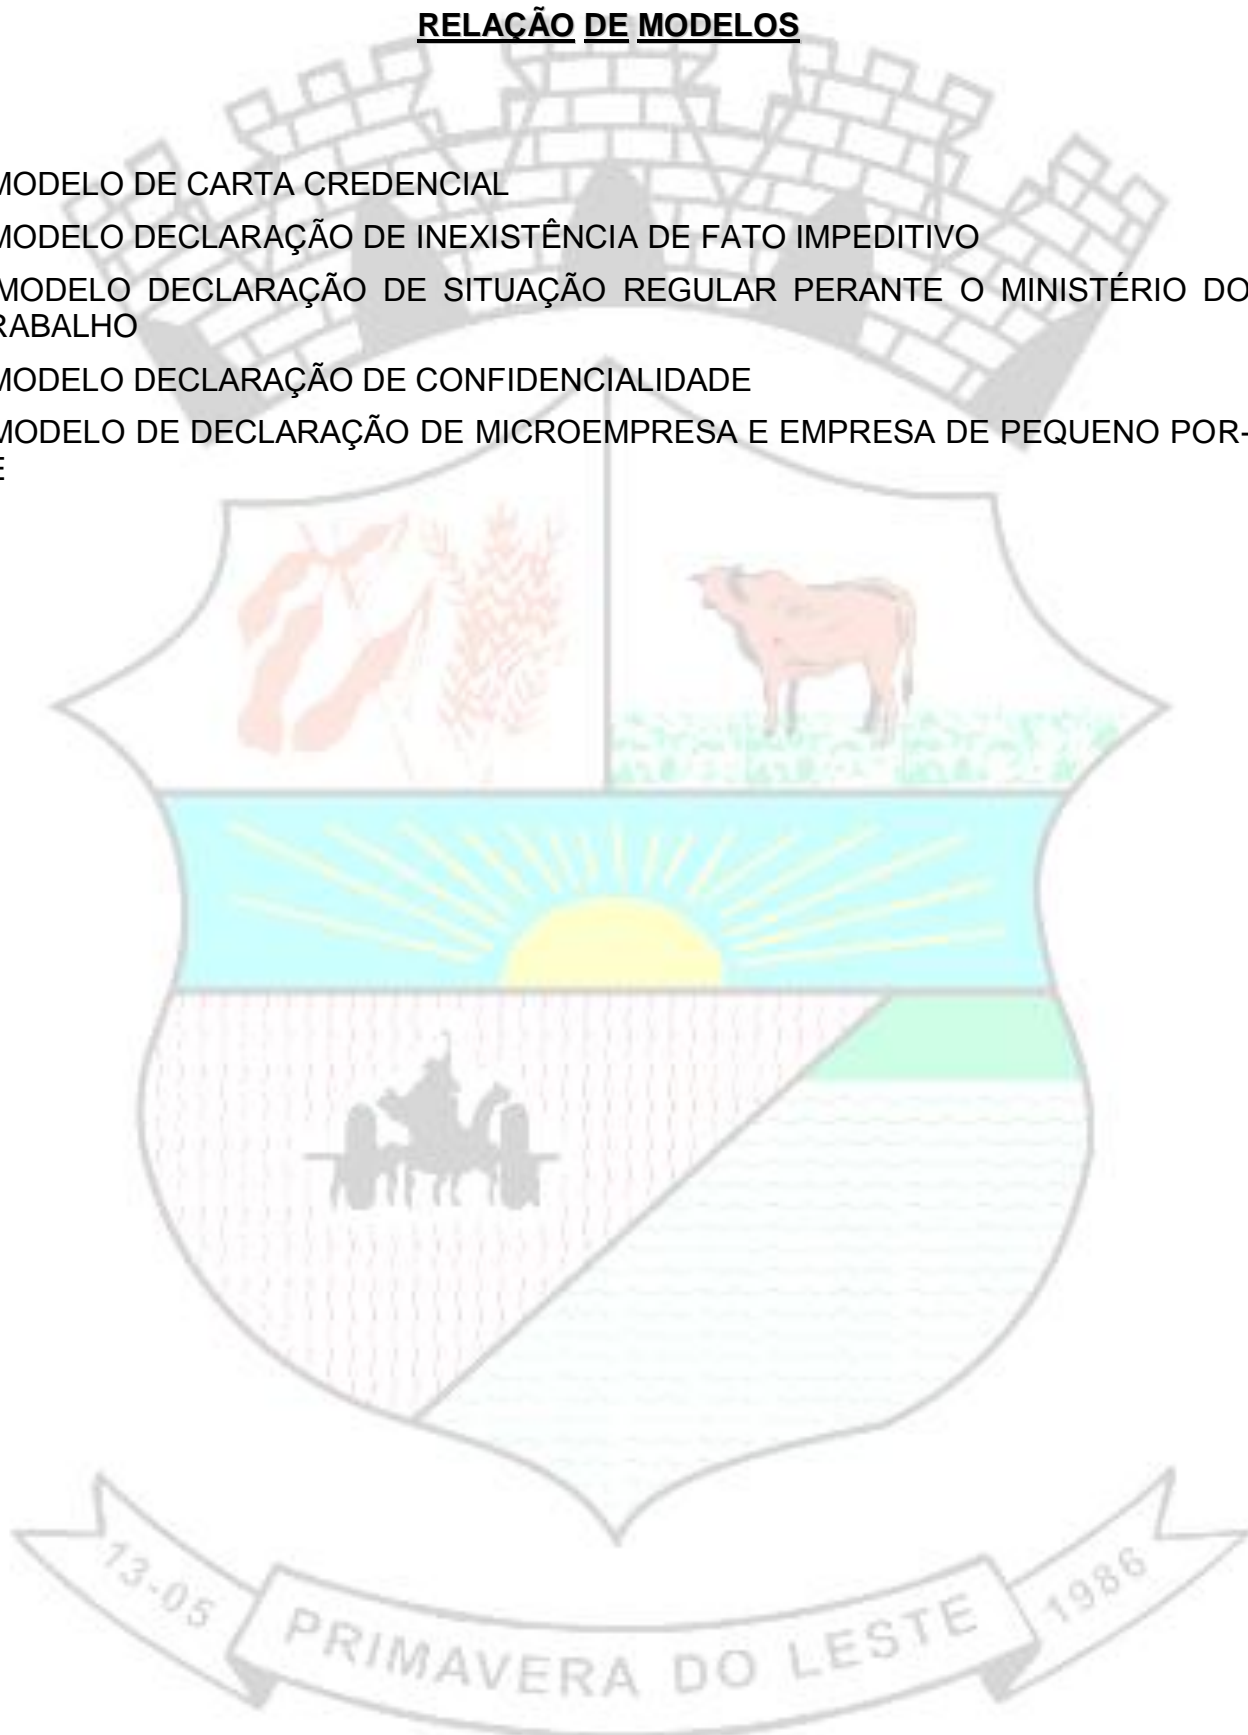 RELAÇÃO DE MODELOS
MODELO DE CARTA CREDENCIAL
MODELO DECLARAÇÃO DE INEXISTÊNCIA DE FATO IMPEDITIVO
MODELO DECLARAÇÃO DE SITUAÇÃO REGULAR PERANTE O MINISTÉRIO DO
RABALHO
MODELO DECLARAÇÃO DE CONFIDENCIALIDADE
MODELO DE DECLARAÇÃO DE MICROEMPRESA E EMPRESA DE PEQUENO POR-
E
13-05 PRIMAVERA DO LESTE 1986